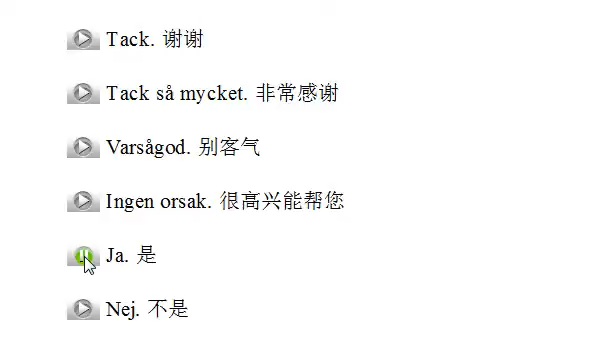 Tack. 谢谢
Tack så mycket. 非常感谢
Varsågod. 别客气
Ingen orsak. 很高兴能帮您
Ja. 是
Nej. 不是